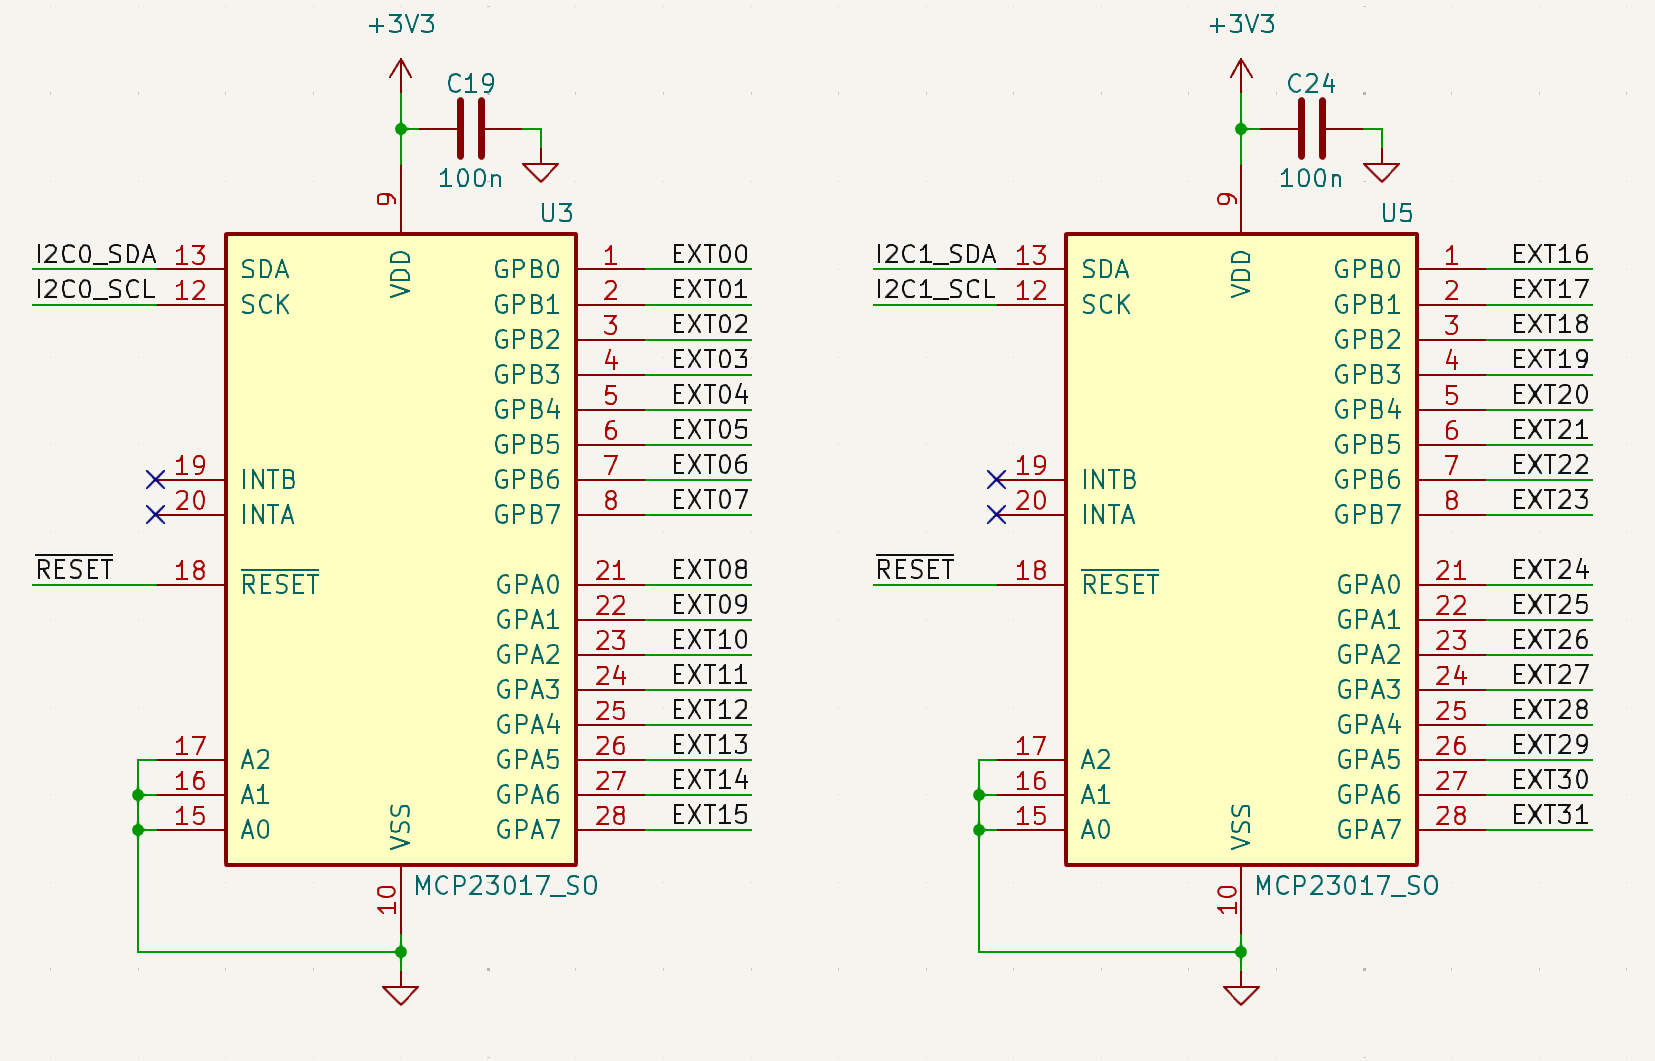 +3V3
C19
100n
9
U3
I2C0_SDA 13 SDA VDD GPB0 1 EXT00
I2C0_SCL 12 SCK GPB1 2 EXT01
GPB2 3 EXT02
GPB3 4 EXT03
GPB4 5 EXT04
GPB5 6 EXT05
19 INTB GPB6 7 EXT06
20 INTA GPB7 8 EXT07
RESET 18 RESET GPA0 21 EXT08
GPA1 22 EXT09
GPA2 23 EXT10
GPA3 24 EXT11
GPA4 25 EXT12
17 A2 GPA5 26 EXT13
16 A1 GPA6 27 EXT14
15 A0 VSS GPA7 28 EXT15
10 MCP23017_SO
+3V3
C24
100n
9
U5
I2C1_SDA 13 SDA VDD GPB0 1 EXT16
I2C1_SCL 12 SCK GPB1 2 EXT17
GPB2 3 EXT18
GPB3 4 EXT19
GPB4 5 EXT20
GPB5 6 EXT21
19 INTB GPB6 7 EXT22
20 INTA GPB7 8 EXT23
RESET 18 RESET GPA0 21 EXT24
GPA1 22 EXT25
GPA2 23 EXT26
GPA3 24 EXT27
GPA4 25 EXT28
17 A2 GPA5 26 EXT29
16 A1 GPA6 27 EXT30
15 A0 VSS GPA7 28 EXT31
10 MCP23017_SO